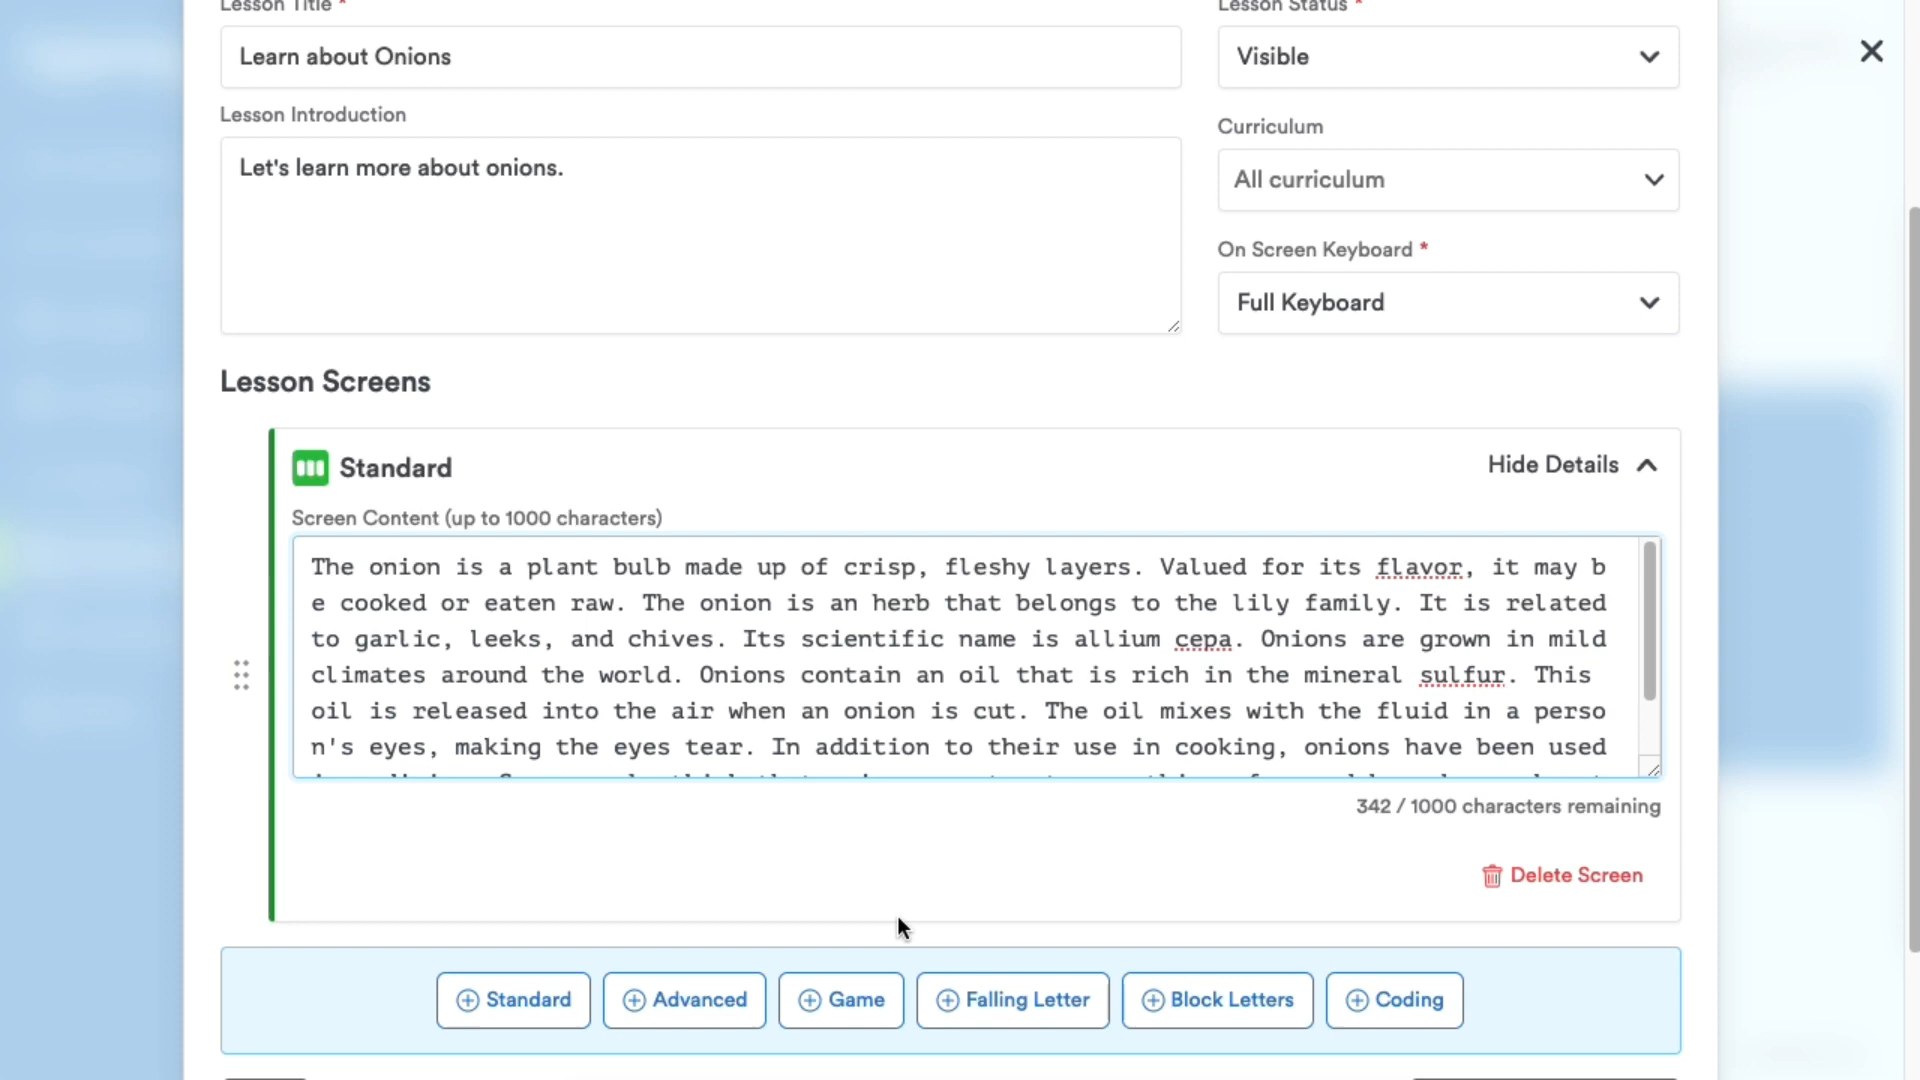 Lesson Title *
Lesson Status *
Learn about Onions
Visible
Lesson Introduction
Curriculum
Let's learn more about onions.
All curriculum
On Screen Keyboard *
Full Keyboard
Lesson Screens
Standard
Hide Details
Screen Content (up to 1000 characters)
The onion is a plant bulb made up of crisp, fleshy layers. Valued for its flavor, it may b
e cooked or eaten raw. The onion is an herb that belongs to the lily family. It is related
to garlic, leeks, and chives. Its scientific name is allium cepa. Onions are grown in mild
climates around the world. Onions contain an oil that is rich in the mineral sulfur. This
oil is released into the air when an onion is cut. The oil mixes with the fluid in a perso
n's eyes, making the eyes tear. In addition to their use in cooking, onions have been used
342 / 1000 characters remaining
Delete Screen
Standard
Advanced
Game
Falling Letter
Block Letters
Coding